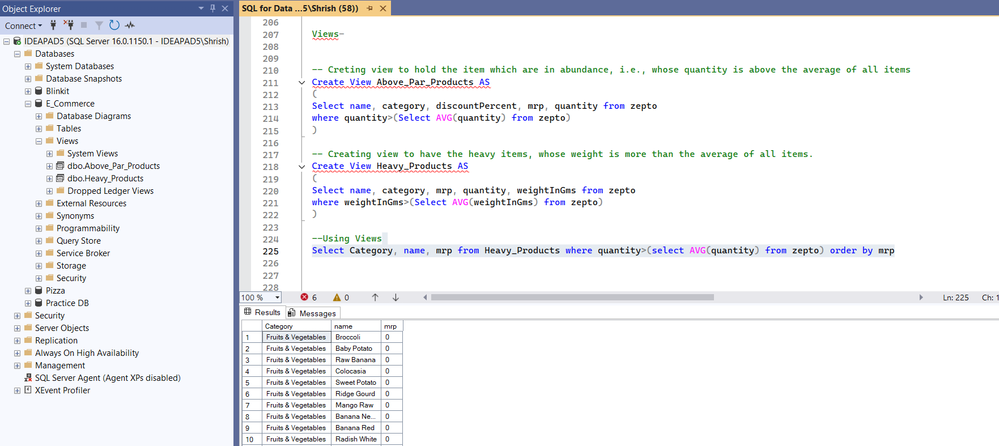 Object Explorer
Connect
IDEAPAD5 (SQL Server 16.0.1150.1 - IDEAPAD5\Shrish)
Databases
System Databases
Database Snapshots
Blinkit
E_Commerce
Database Diagrams
Tables
Views
System Views
dbo.Above_Par_Products
dbo.Heavy_Products
Dropped Ledger Views
External Resources
Synonyms
Programmability
Query Store
Service Broker
Storage
Security
Pizza
Practice DB
Security
Server Objects
Replication
Always On High Availability
Management
SQL Server Agent (Agent XPs disabled)
XEvent Profiler
SQL for Data ...5\Shrish (58))
206
207 Views-
208
209
210 -- Creting view to hold the item which are in abundance, i.e., whose quantity is above the average of all items
211 Create View Above_Par_Products AS
212 (
213 Select name, category, discountPercent, mrp, quantity from zepto
214 where quantity>(Select AVG(quantity) from zepto)
215 )
216
217 -- Creating view to have the heavy items, whose weight is more than the average of all items.
218 Create View Heavy_Products AS
219 (
220 Select name, category, mrp, quantity, weightInGms from zepto
221 where weightInGms>(Select AVG(weightInGms) from zepto)
222 )
223
224 --Using Views
225 Select Category, name, mrp from Heavy_Products where quantity>(select AVG(quantity) from zepto) order by mrp
226
227
228
100 % 6 0 Ln: 225 Ch: 1
Results Messages
Category name mrp
1 Fruits & Vegetables Broccoli 0
2 Fruits & Vegetables Baby Potato 0
3 Fruits & Vegetables Raw Banana 0
4 Fruits & Vegetables Colocasia 0
5 Fruits & Vegetables Sweet Potato 0
6 Fruits & Vegetables Ridge Gourd 0
7 Fruits & Vegetables Mango Raw 0
8 Fruits & Vegetables Banana Ne... 0
9 Fruits & Vegetables Banana Red 0
10 Fruits & Vegetables Radish White 0